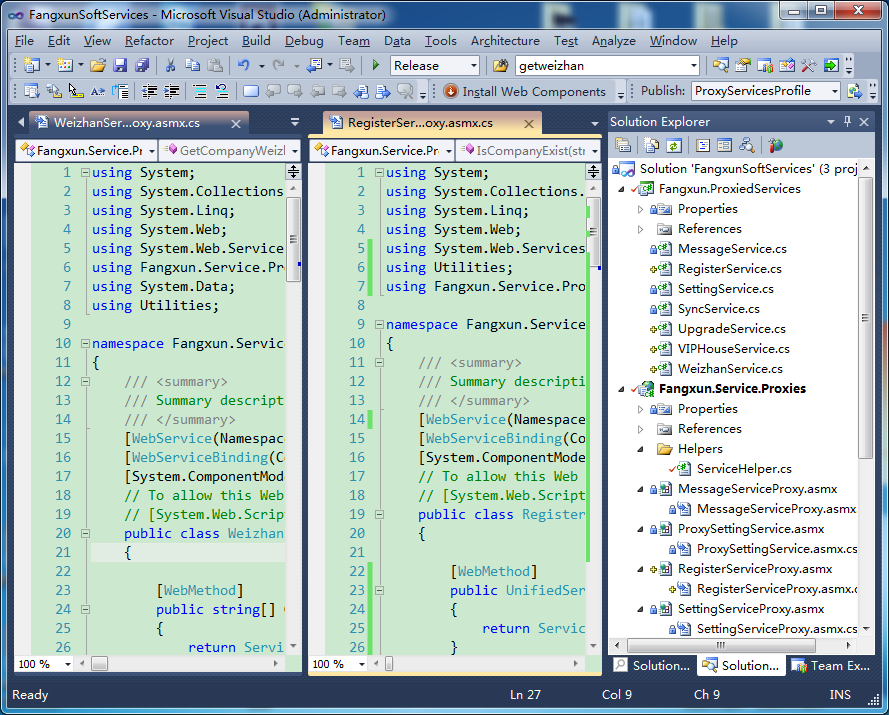 FangxunSoftServices - Microsoft Visual Studio (Administrator)
File Edit View Refactor Project Build Debug Team Data Tools Architecture Test Analyze Window Help
Release getweizhan
Install Web Components Publish: ProxyServicesProfile
WeizhanSer...oxy.asmx.cs
Fangxun.Service.Pr
GetCompanyWeizl
1 using System;
2 using System.Collections
3 using System.Linq;
4 using System.Web;
5 using System.Web.Service
6 using Fangxun.Service.Pr
7 using System.Data;
8 using Utilities;
9
10 namespace Fangxun.Servic
11 {
12 /// <summary>
13 /// Summary descript
14 /// </summary>
15 [WebService(Namespac
16 [WebServiceBinding(C
17 [System.ComponentMod
18 // To allow this Web
19 // [System.Web.Scrip
20 public class Weizhan
21 {
22
23 [WebMethod]
24 public string[]
25 {
26 return Servi
100 %
RegisterSer...oxy.asmx.cs
Fangxun.Service.Pr
IsCompanyExist(str
1 using System;
2 using System.Collections.
3 using System.Linq;
4 using System.Web;
5 using System.Web.Services
6 using Utilities;
7 using Fangxun.Service.Pro
8
9 namespace Fangxun.Service
10 {
11 /// <summary>
12 /// Summary descripti
13 /// </summary>
14 [WebService(Namespace
15 [WebServiceBinding(Co
16 [System.ComponentMode
17 // To allow this Web
18 // [System.Web.Script
19 public class Register
20 {
21
22 [WebMethod]
23 public UnifiedSer
24 {
25 return Servic
26 }
100 %
Solution Explorer
Solution 'FangxunSoftServices' (3 proj
Fangxun.ProxiedServices
Properties
References
MessageService.cs
RegisterService.cs
SettingService.cs
SyncService.cs
UpgradeService.cs
VIPHouseService.cs
WeizhanService.cs
Fangxun.Service.Proxies
Properties
References
Helpers
ServiceHelper.cs
MessageServiceProxy.asmx
MessageServiceProxy.asmx.
ProxySettingService.asmx
ProxySettingService.asmx.cs
RegisterServiceProxy.asmx
RegisterServiceProxy.asmx.c
SettingServiceProxy.asmx
SettingServiceProxy.asmx.cs
Solution... Solution... Team Ex...
Ready Ln 27 Col 9 Ch 9 INS